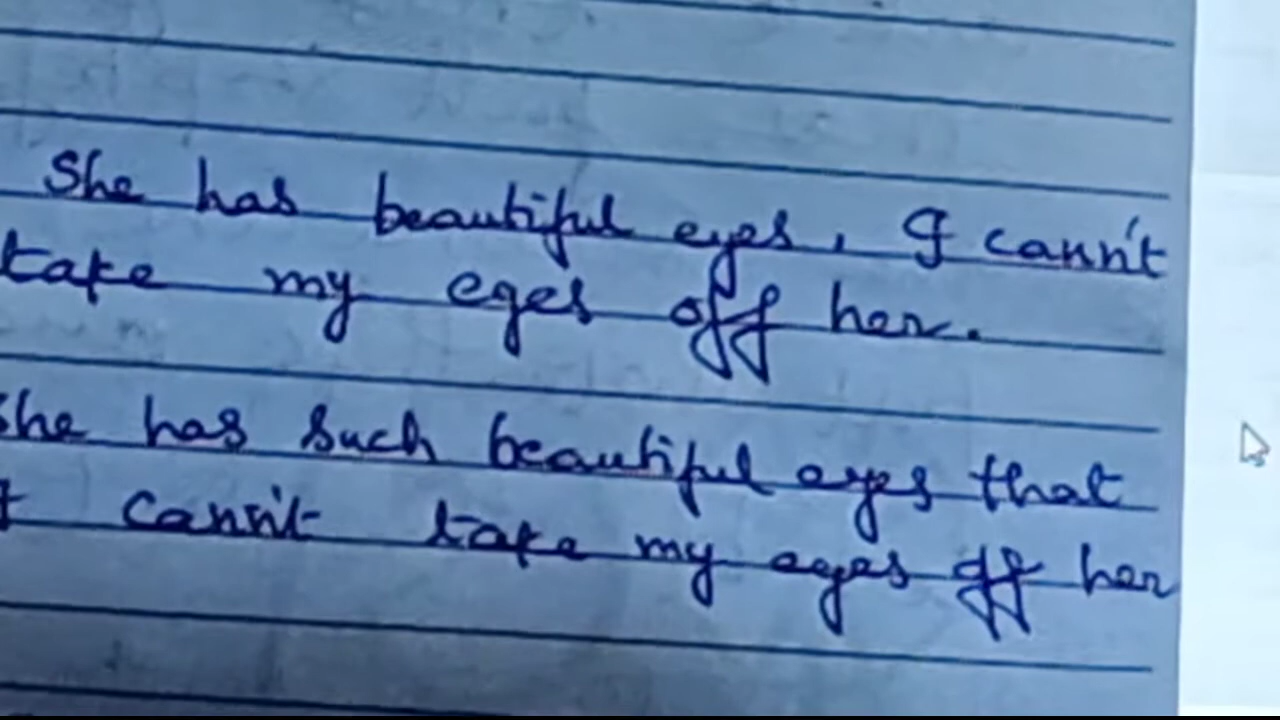 She has beautiful eyes, I cann't
take my eyes off her.
She has such beautiful eyes that
I cann't take my eyes off her